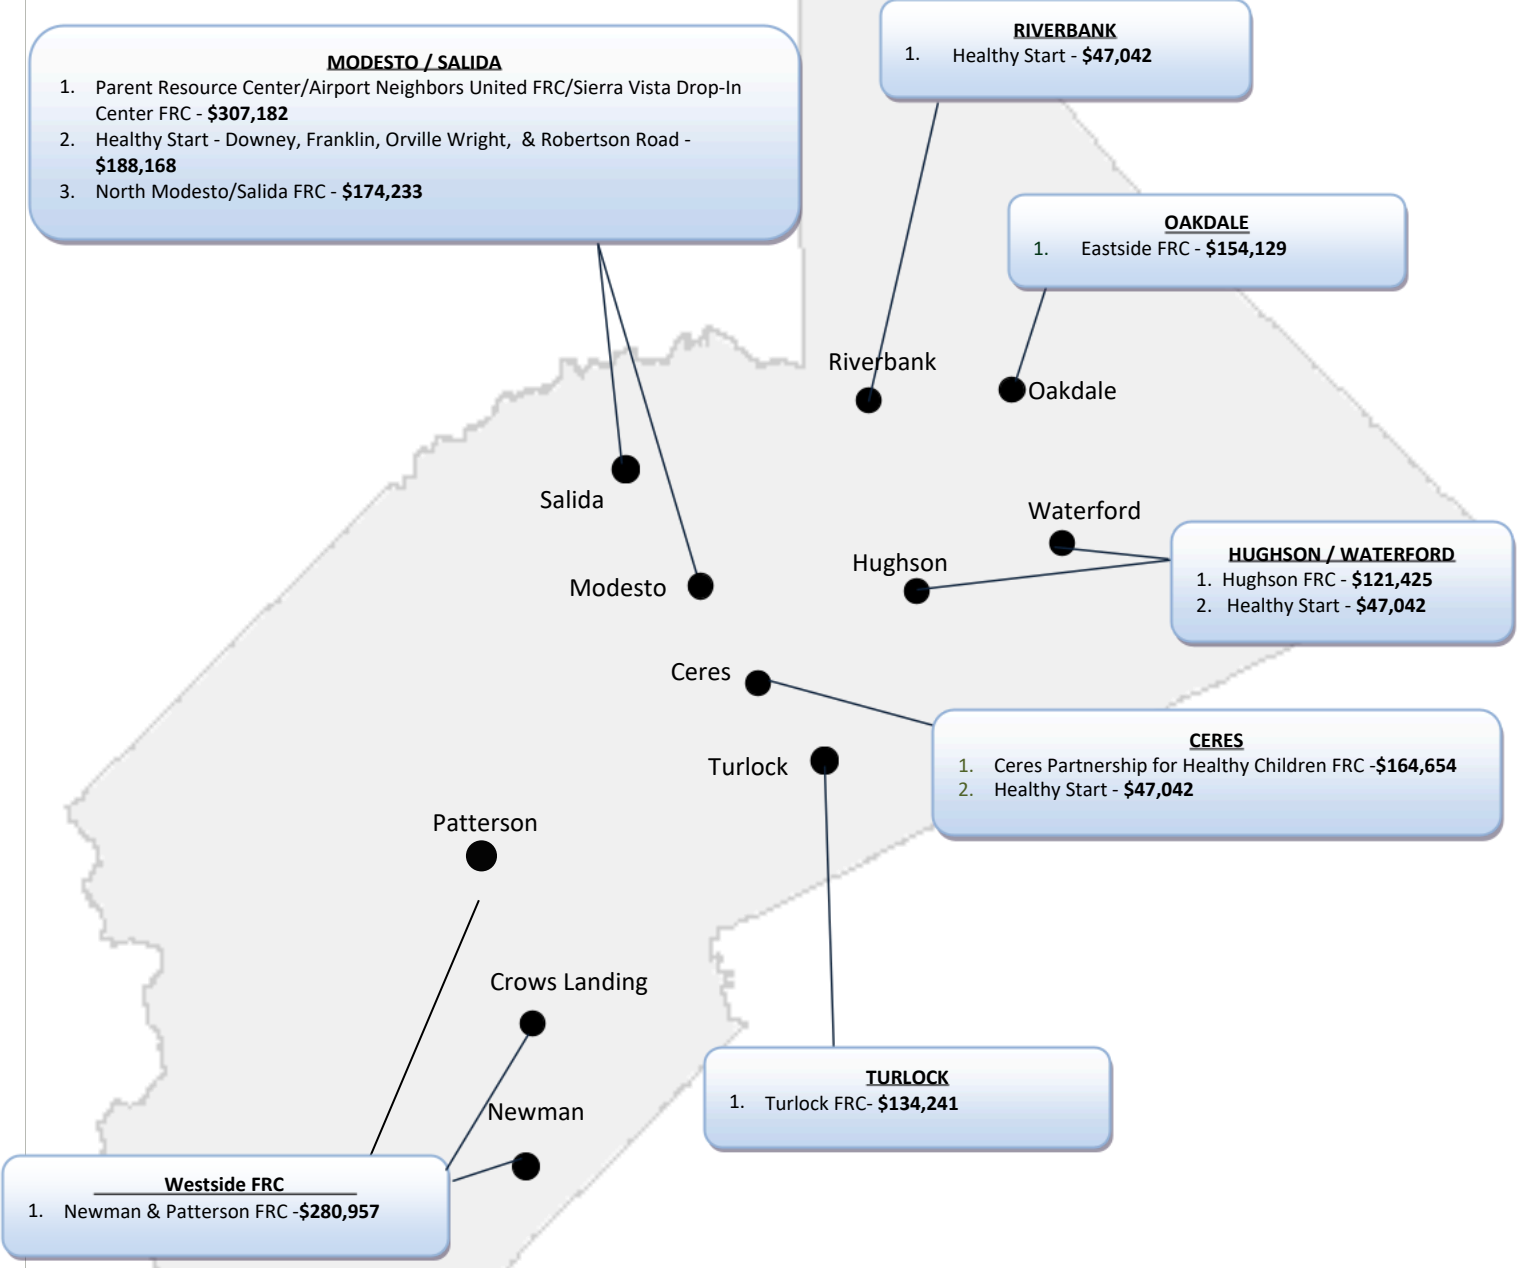 RIVERBANK
1. Healthy Start - $47,042
MODESTO / SALIDA
1. Parent Resource Center/Airport Neighbors United FRC/Sierra Vista Drop-In
Center FRC - $307,182
2. Healthy Start - Downey, Franklin, Orville Wright, & Robertson Road -
$188,168
3. North Modesto/Salida FRC - $174,233
OAKDALE
1. Eastside FRC - $154,129
Riverbank
Oakdale
Salida
Waterford
Hughson
Modesto
HUGHSON / WATERFORD
1. Hughson FRC - $121,425
2. Healthy Start - $47,042
Ceres
CERES
1. Ceres Partnership for Healthy Children FRC -$164,654
2. Healthy Start - $47,042
Turlock
Patterson
Crows Landing
TURLOCK
1. Turlock FRC- $134,241
Newman
Westside FRC
1. Newman & Patterson FRC -$280,957